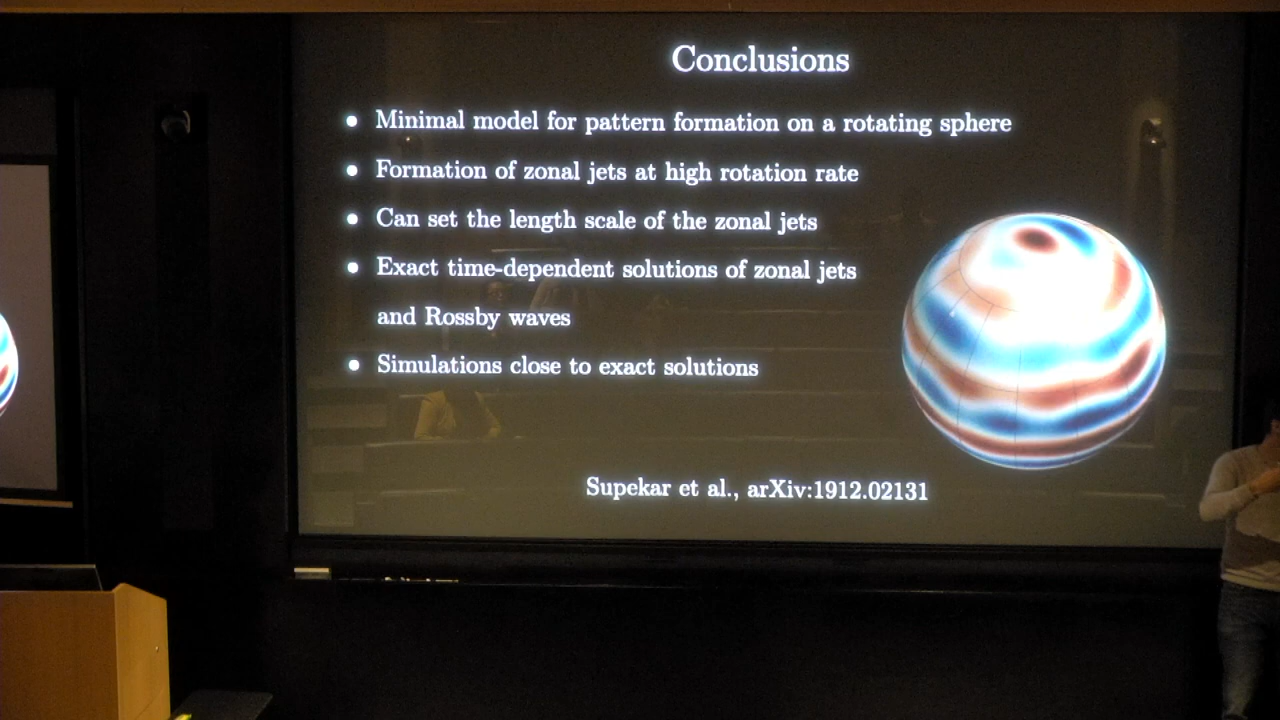 Conclusions
• Minimal model for pattern formation on a rotating sphere
• Formation of zonal jets at high rotation rate
• Can set the length scale of the zonal jets
• Exact time-dependent solutions of zonal jets
and Rossby waves
• Simulations close to exact solutions
Supekar et al., arXiv:1912.02131